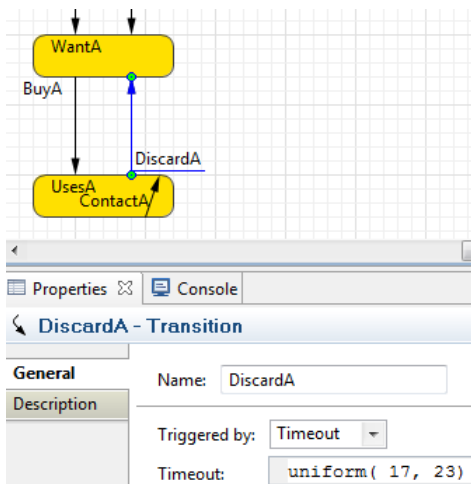 WantA
BuyA
DiscardA
UsesA
ContactA
Properties Console
DiscardA - Transition
General
Name: DiscardA
Description
Triggered by: Timeout
Timeout: uniform( 17, 23)